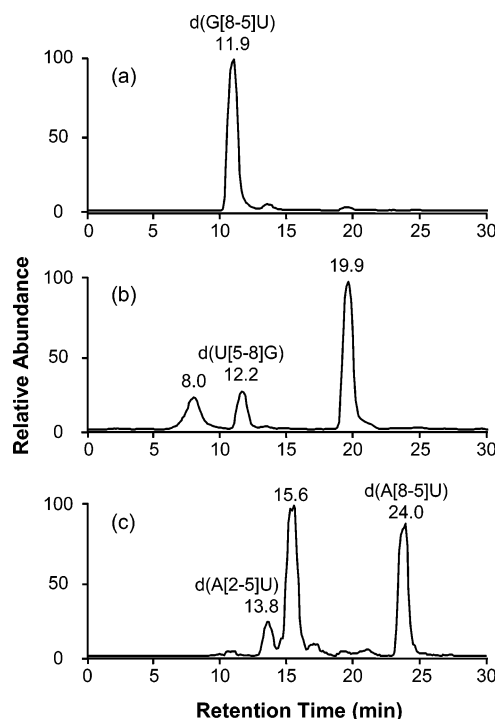 d(G[8-5]U)
11.9
100
(a)
50
0
0 5 10 15 20 25 30
19.9
100
(b)
50
d(U[5-8]G)
8.0 12.2
0
0 5 10 15 20 25 30
Relative Abundance
15.6
d(A[8-5]U)
24.0
100
(c)
50
d(A[2-5]U)
13.8
0
0 5 10 15 20 25 30
Retention Time (min)